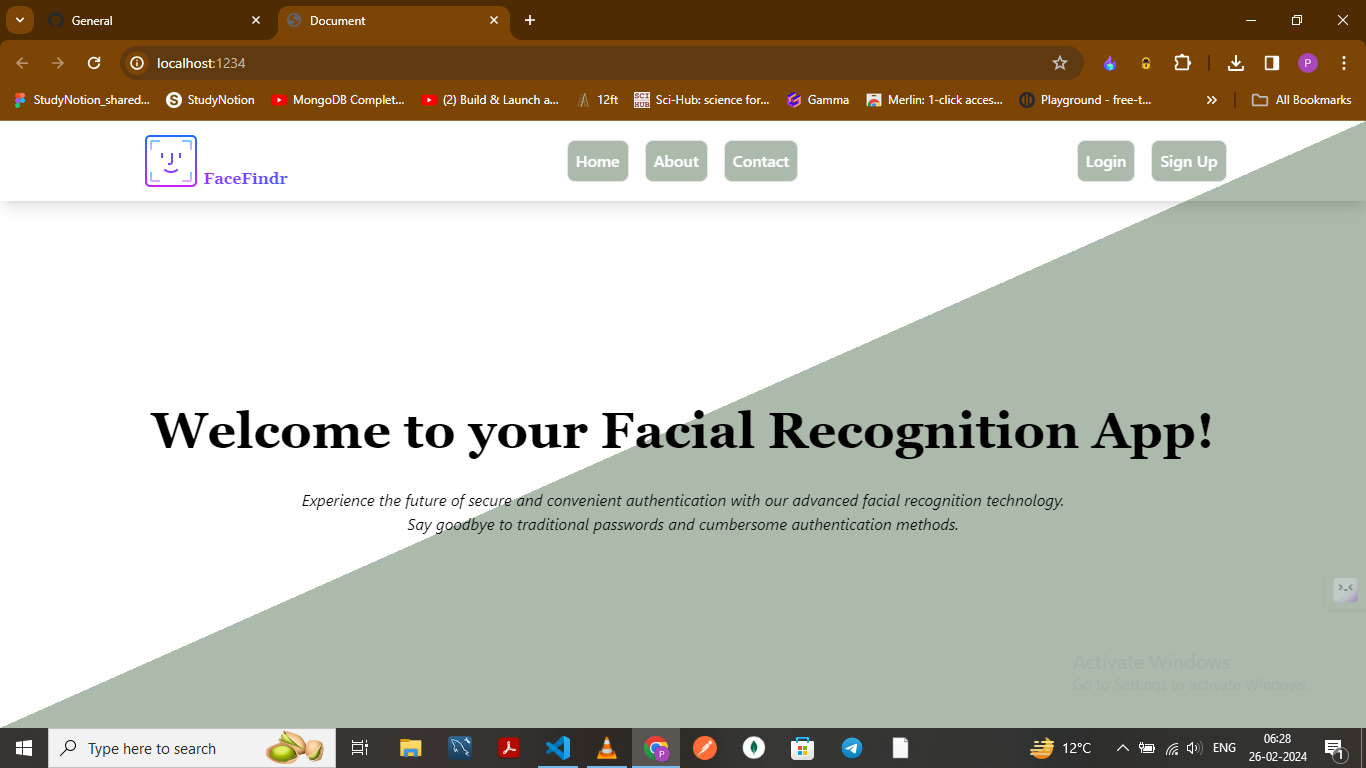 General
Document
localhost:1234
StudyNotion_shared...
StudyNotion
MongoDB Complet...
(2) Build & Launch a...
12ft
SCI HUB
Sci-Hub: science for...
Gamma
Merlin: 1-click acces...
Playground - free-t...
All Bookmarks
P
FaceFindr
Home
About
Contact
Login
Sign Up
Welcome to your Facial Recognition App!
Experience the future of secure and convenient authentication with our advanced facial recognition technology.
Say goodbye to traditional passwords and cumbersome authentication methods.
Activate Windows
Go to Settings to activate Windows.
Type here to search
P
12°C
ENG
06:28
26-02-2024
1